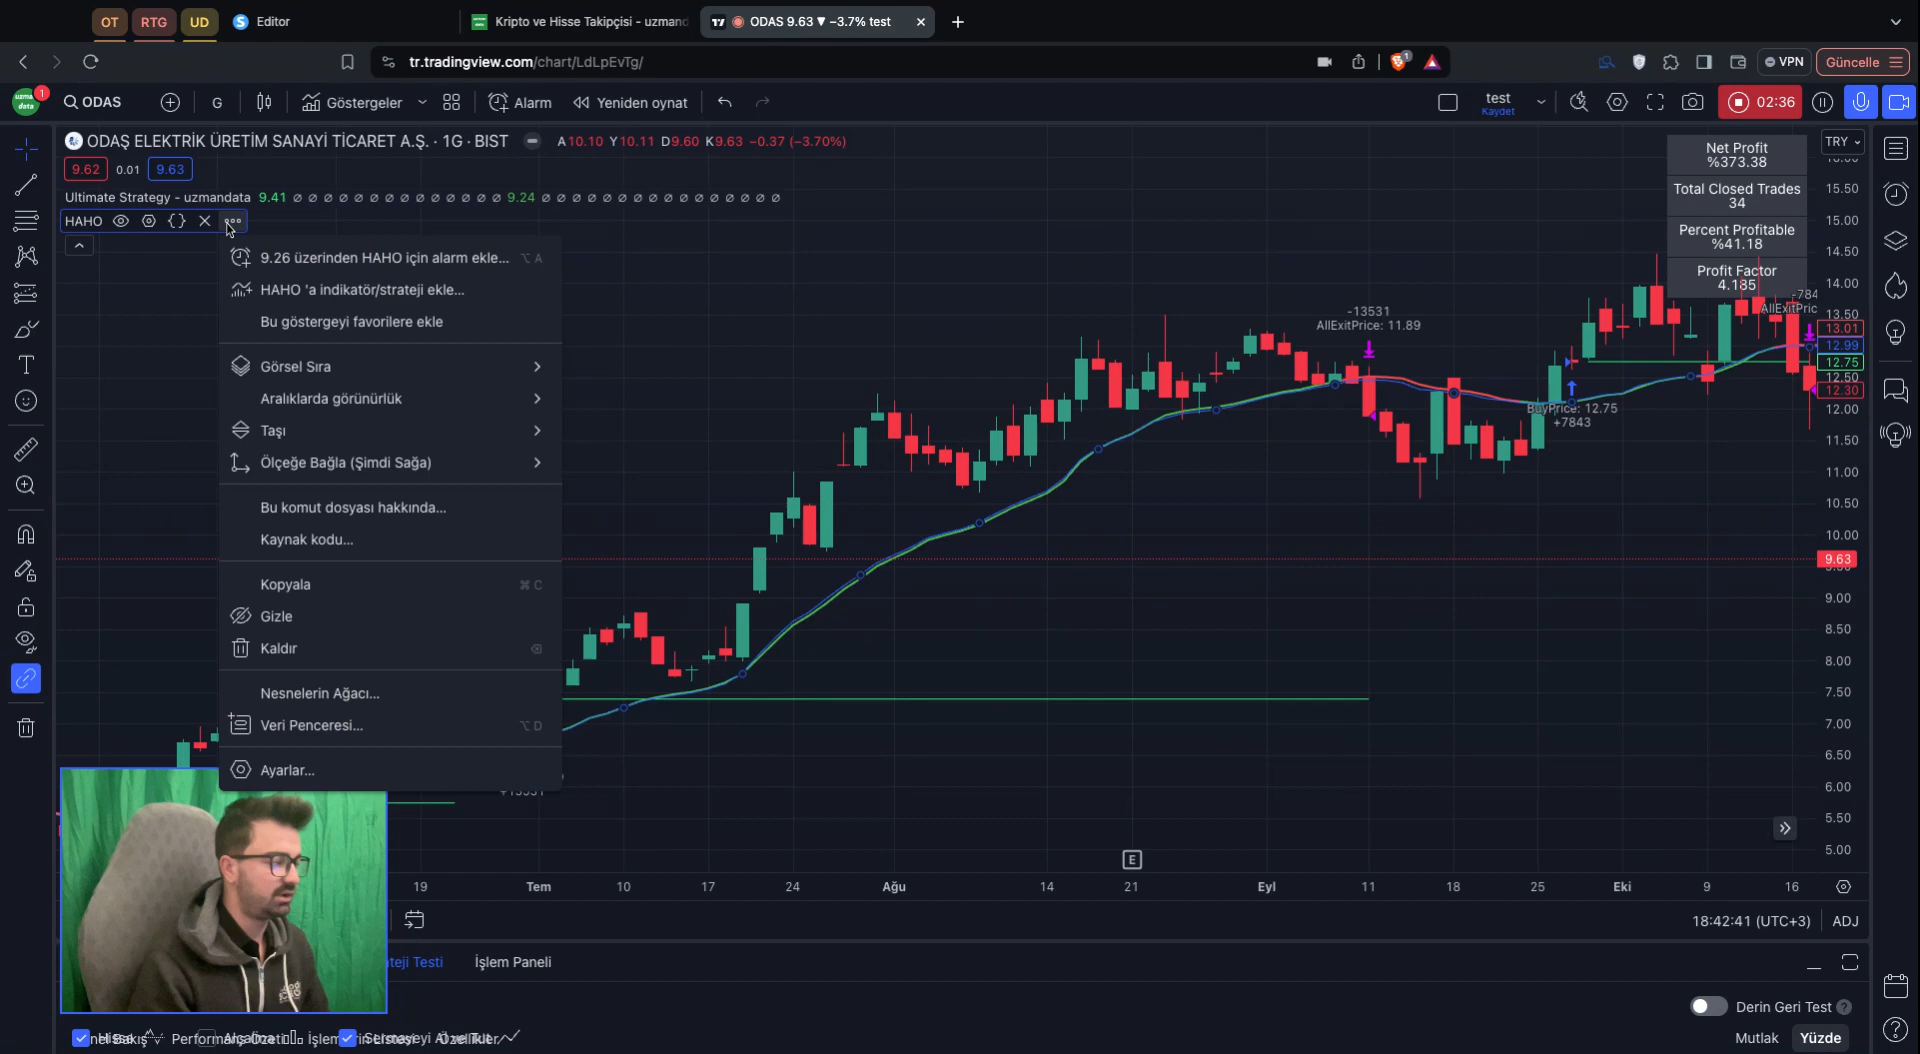 OT
RTG
UD
Editor
Kripto ve Hisse Takipçisi - uzmand
ODAS 9.63 ▼ −3.7% test
tr.tradingview.com/chart/LdLpEvTg/
1
VPN
Güncelle
1
ODAS
G
Göstergeler
Alarm
Yeniden oynat
test
Kaydet
02:36
ODAŞ ELEKTRİK ÜRETİM SANAYİ TİCARET A.Ş. · 1G · BIST
A10.10 Y10.11 D9.60 K9.63 −0.37 (−3.70%)
TRY
9.62
0.01
9.63
Ultimate Strategy - uzmandata 9.41 ∅ ∅ ∅ ∅ ∅ ∅ ∅ ∅ ∅ ∅ ∅ ∅ ∅ ∅ 9.24 ∅ ∅ ∅ ∅ ∅ ∅ ∅ ∅ ∅ ∅ ∅ ∅ ∅ ∅ ∅ ∅
HAHO
9.26 üzerinden HAHO için alarm ekle... ⌥ A
HAHO 'a indikatör/strateji ekle...
Bu göstergeyi favorilere ekle
Görsel Sıra
Aralıklarda görünürlük
Taşı
Ölçeğe Bağla (Şimdi Sağa)
Bu komut dosyası hakkında...
Kaynak kodu...
Kopyala ⌘ C
Gizle
Kaldır
Nesnelerin Ağacı...
Veri Penceresi... ⌥ D
Ayarlar...
Net Profit
%373.38
Total Closed Trades
34
Percent Profitable
%41.18
Profit Factor
4.185
-13531
AllExitPrice: 11.89
-784
AllExitPric
BuyPrice: 12.75
+7843
15.50
15.00
14.50
14.00
13.50
13.01
12.99
12.75
12.50
12.30
12.00
11.50
11.00
10.50
10.00
9.63
9.00
8.50
8.00
7.50
7.00
6.50
6.00
5.50
5.00
E
19
Tem
10
17
24
Ağu
14
21
Eyl
11
18
25
Eki
9
16
18:42:41 (UTC+3)
ADJ
teji Testi
İşlem Paneli
Derin Geri Test
Performans Özeti
Özellikler
Mutlak
Yüzde